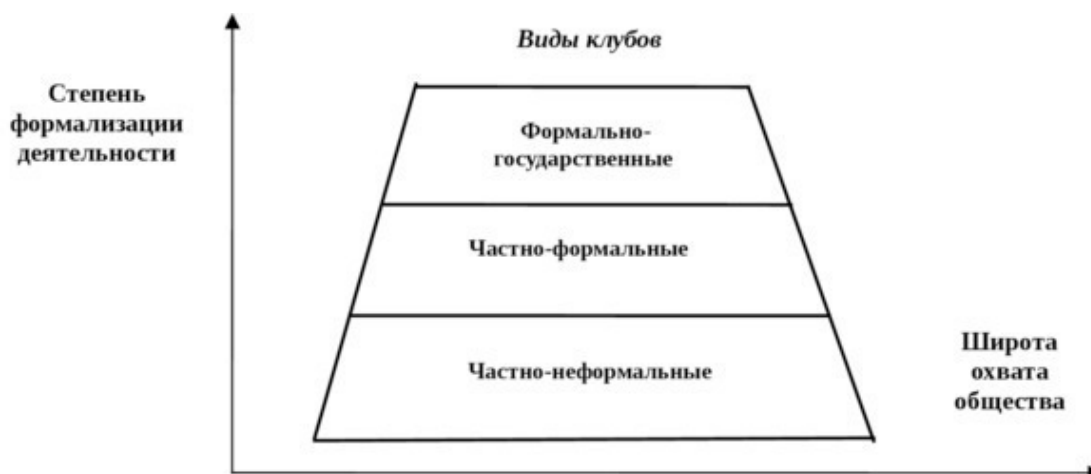 Виды клубов
Степень
формализации
деятельности
Формально-
государственные
Частно-формальные
Частно-неформальные
Широта
охвата
общества